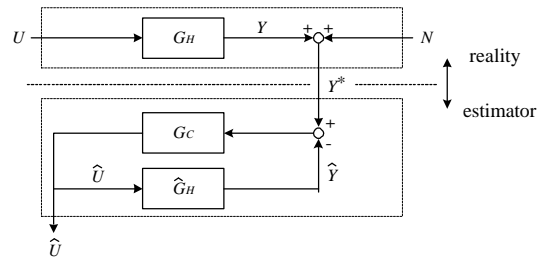 U
G_H
Y
+
+
N
reality
Y*
estimator
G_C
+
-
Û
Ĝ_H
Ŷ
Û